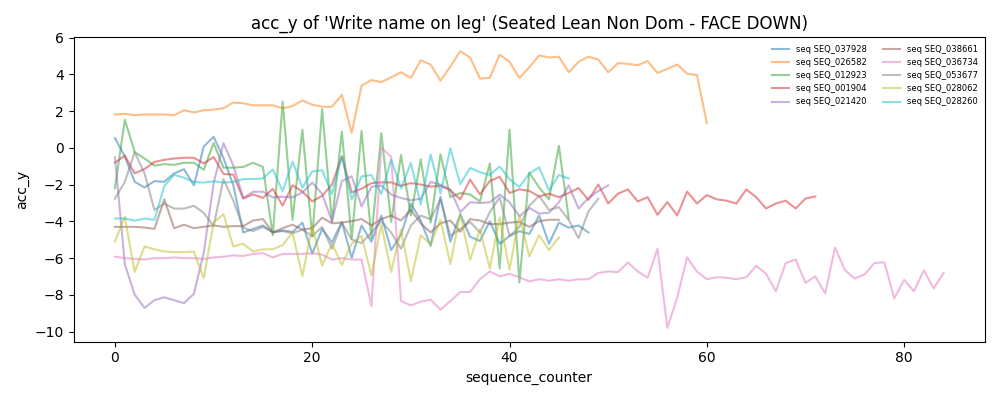 acc_y of 'Write name on leg' (Seated Lean Non Dom - FACE DOWN)
seq SEQ_037928
seq SEQ_026582
seq SEQ_012923
seq SEQ_001904
seq SEQ_021420
seq SEQ_038661
seq SEQ_036734
seq SEQ_053677
seq SEQ_028062
seq SEQ_028260
acc_y
6
4
2
0
−2
−4
−6
−8
−10
0 20 40 60 80
sequence_counter